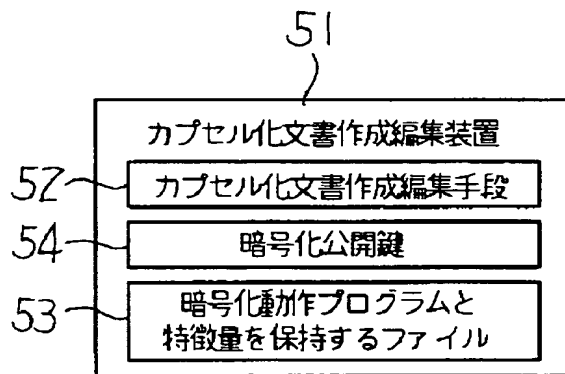 51
カプセル化文書作成編集装置
52
カプセル化文書作成編集手段
54
暗号化公開鍵
53
暗号化動作プログラムと
特徴量を保持するファイル